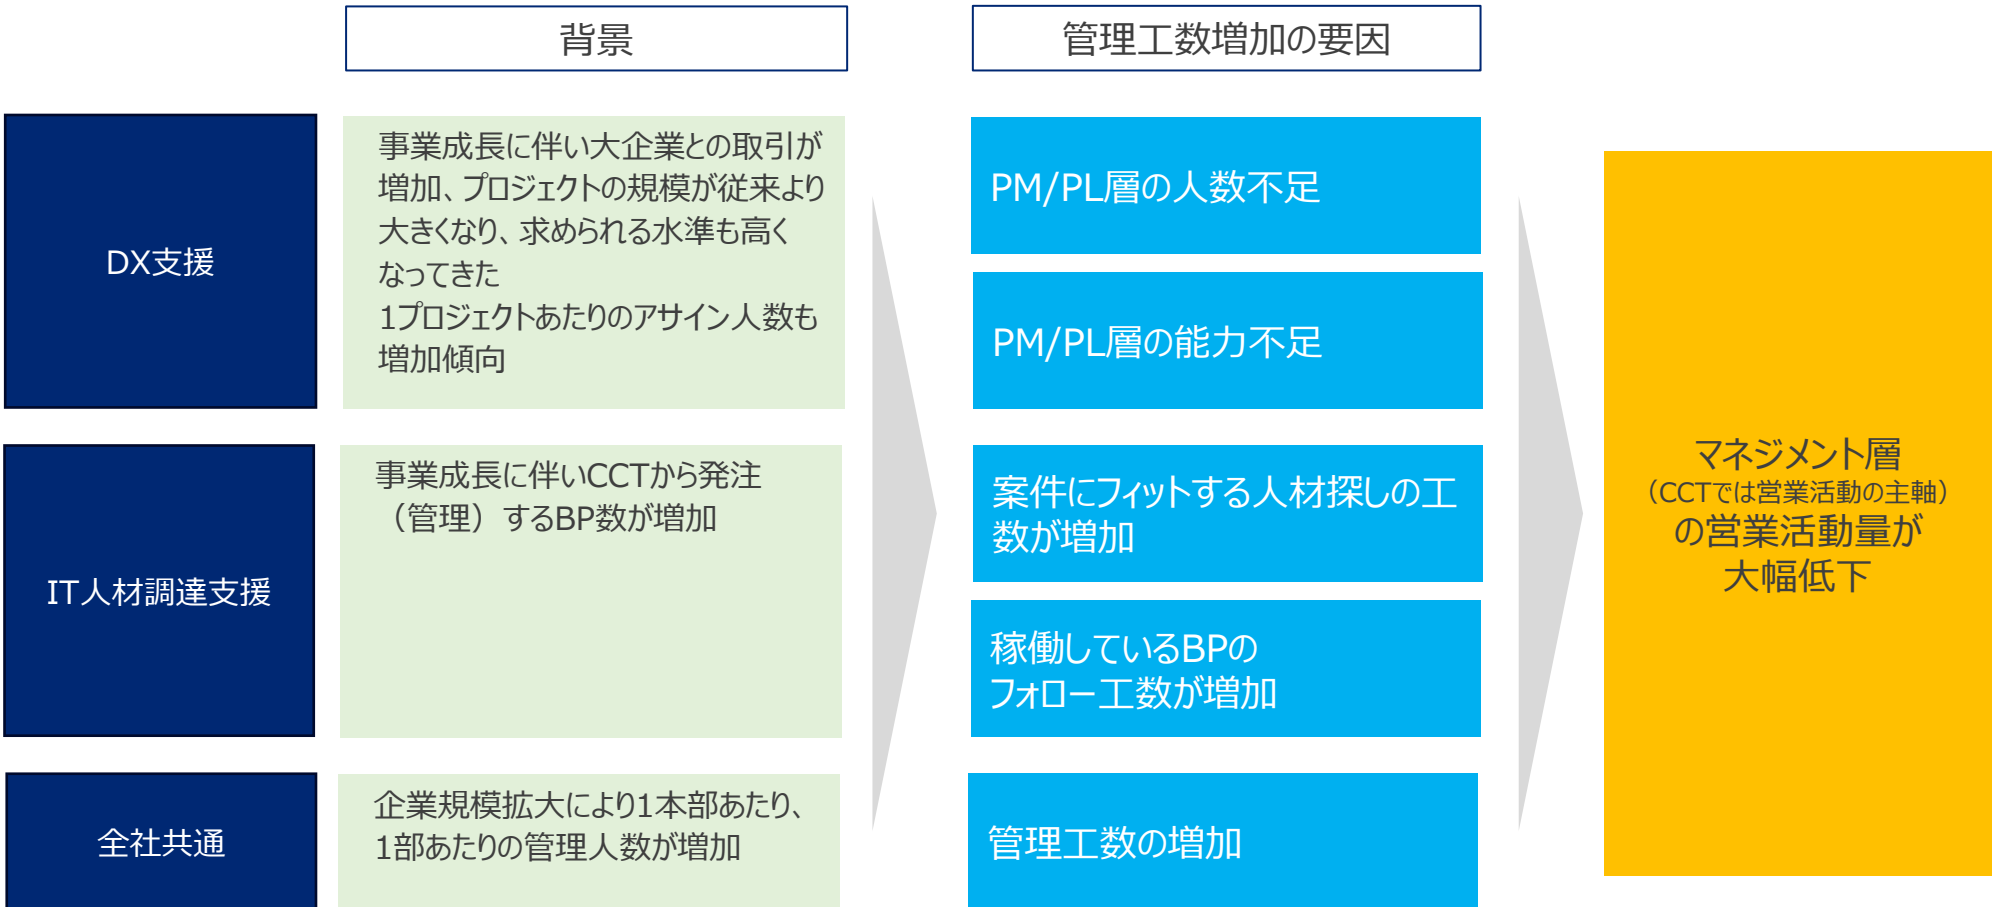 背景
管理工数増加の要因
DX支援
事業成長に伴い大企業との取引が
増加、プロジェクトの規模が従来より
大きくなり、求められる水準も高く
なってきた
1プロジェクトあたりのアサイン人数も
増加傾向
PM/PL層の人数不足
PM/PL層の能力不足
IT人材調達支援
事業成長に伴いCCTから発注
（管理）するBP数が増加
案件にフィットする人材探しの工
数が増加
稼働しているBPの
フォロー工数が増加
全社共通
企業規模拡大により1本部あたり、
1部あたりの管理人数が増加
管理工数の増加
マネジメント層
（CCTでは営業活動の主軸）
の営業活動量が
大幅低下